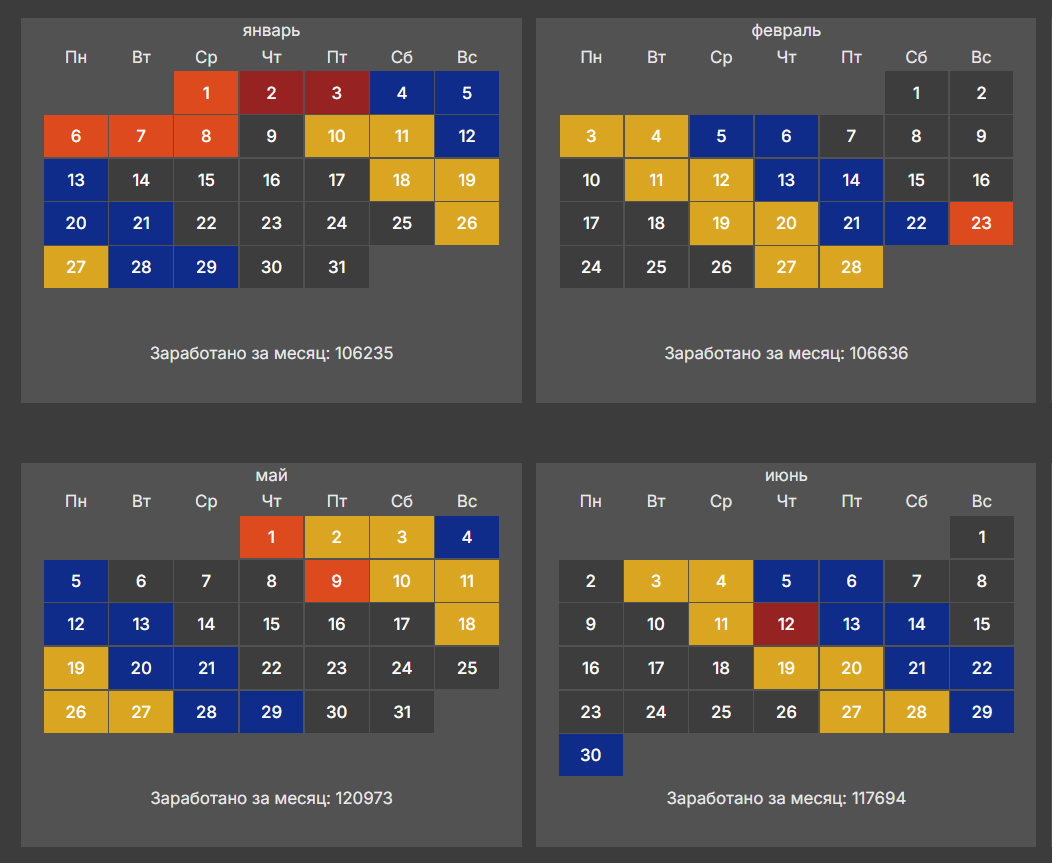 январь
Пн Вт Ср Чт Пт Сб Вс
1 2 3 4 5
6 7 8 9 10 11 12
13 14 15 16 17 18 19
20 21 22 23 24 25 26
27 28 29 30 31
Заработано за месяц: 106235
февраль
Пн Вт Ср Чт Пт Сб Вс
1 2
3 4 5 6 7 8 9
10 11 12 13 14 15 16
17 18 19 20 21 22 23
24 25 26 27 28
Заработано за месяц: 106636
май
Пн Вт Ср Чт Пт Сб Вс
1 2 3 4
5 6 7 8 9 10 11
12 13 14 15 16 17 18
19 20 21 22 23 24 25
26 27 28 29 30 31
Заработано за месяц: 120973
июнь
Пн Вт Ср Чт Пт Сб Вс
1
2 3 4 5 6 7 8
9 10 11 12 13 14 15
16 17 18 19 20 21 22
23 24 25 26 27 28 29
30
Заработано за месяц: 117694